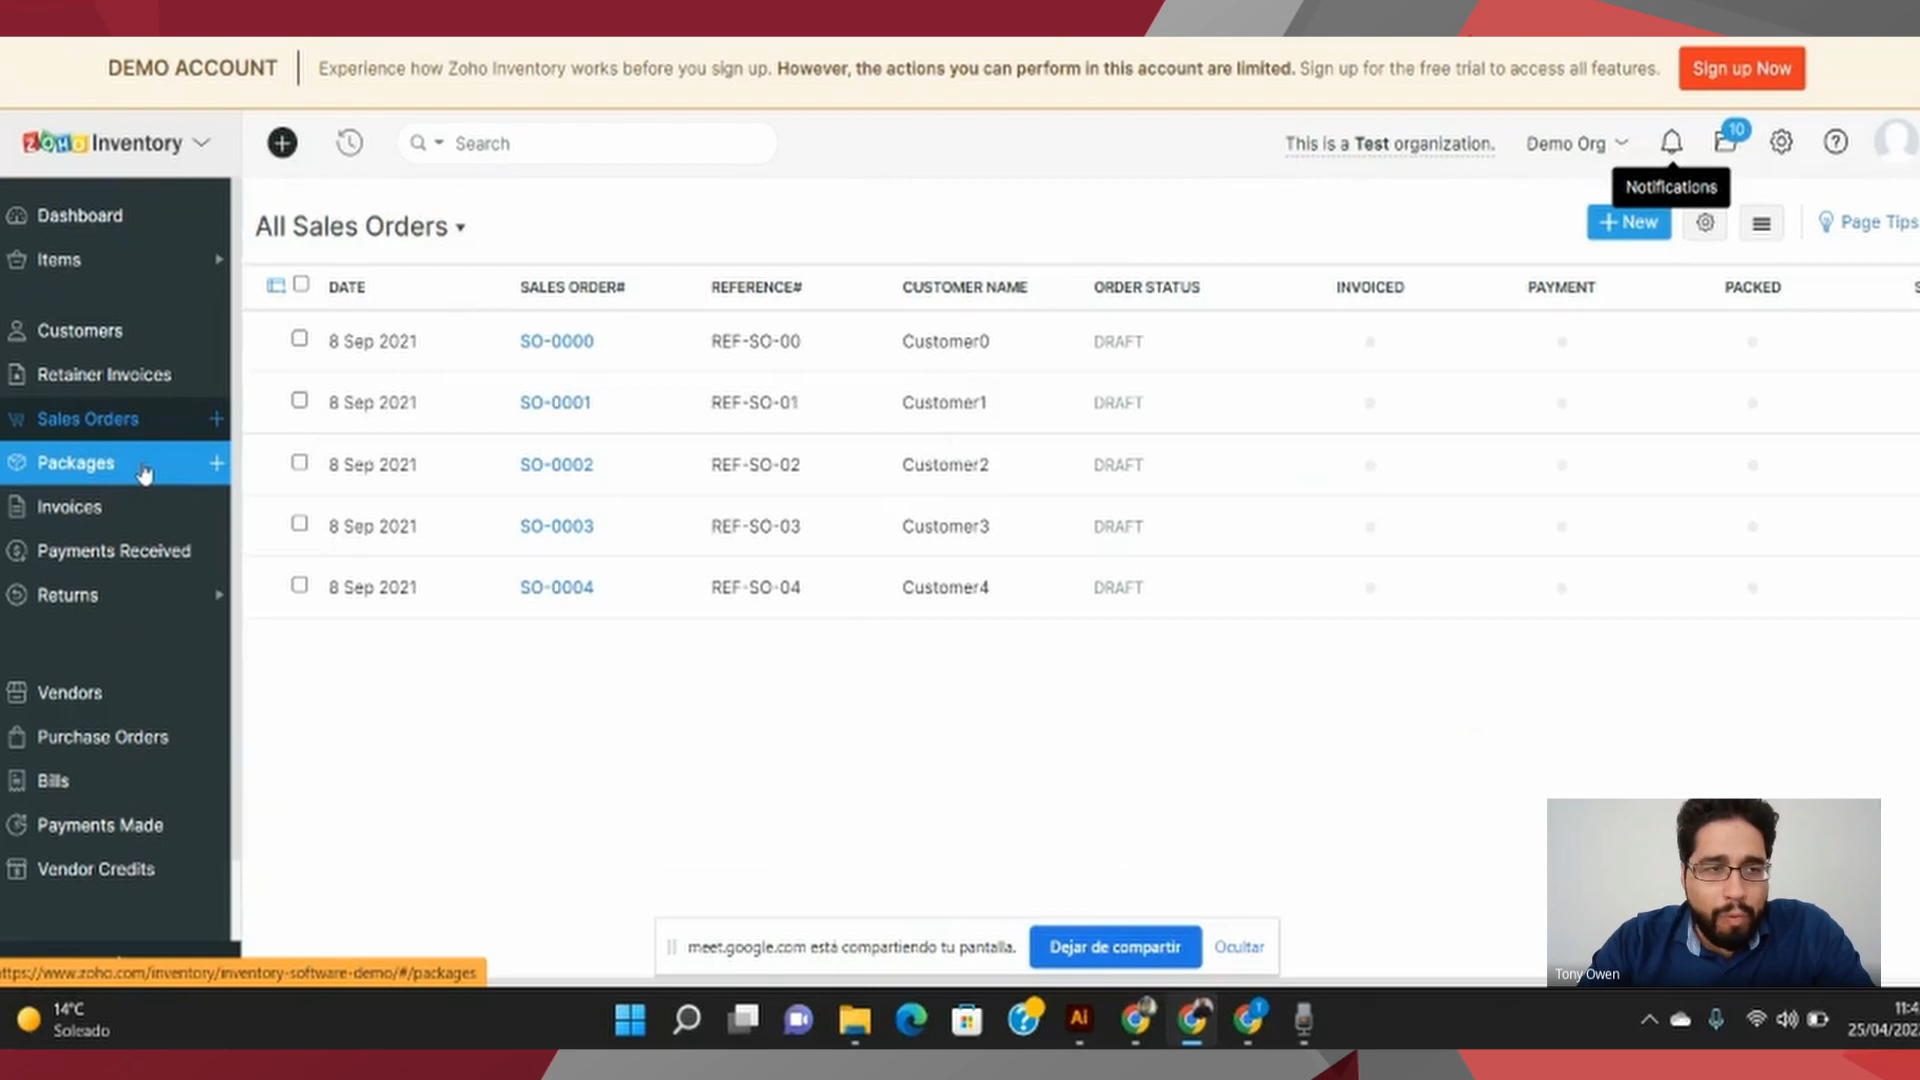 DEMO ACCOUNT
Experience how Zoho Inventory works before you sign up. However, the actions you can perform in this account are limited. Sign up for the free trial to access all features.
Sign up Now
ZOHO Inventory
Search
This is a Test organization.
Demo Org
10
Notifications
Dashboard
Items
Customers
Retainer Invoices
Sales Orders
Packages
Invoices
Payments Received
Returns
Vendors
Purchase Orders
Bills
Payments Made
Vendor Credits
All Sales Orders
+ New
Page Tips
DATE SALES ORDER# REFERENCE# CUSTOMER NAME ORDER STATUS INVOICED PAYMENT PACKED
8 Sep 2021 SO-0000 REF-SO-00 Customer0 DRAFT
8 Sep 2021 SO-0001 REF-SO-01 Customer1 DRAFT
8 Sep 2021 SO-0002 REF-SO-02 Customer2 DRAFT
8 Sep 2021 SO-0003 REF-SO-03 Customer3 DRAFT
8 Sep 2021 SO-0004 REF-SO-04 Customer4 DRAFT
meet.google.com está compartiendo tu pantalla.
Dejar de compartir
Ocultar
Tony Owen
ttps://www.zoho.com/inventory/inventory-software-demo/#/packages
14°C
Soleado
Ai
11:4
25/04/202